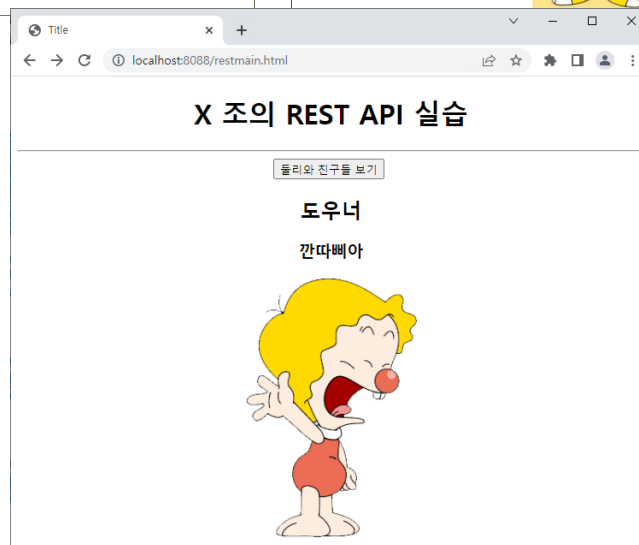 Title
localhost:8088/restmain.html
X 조의 REST API 실습
둘리와 친구들 보기
도우너
깐따삐아